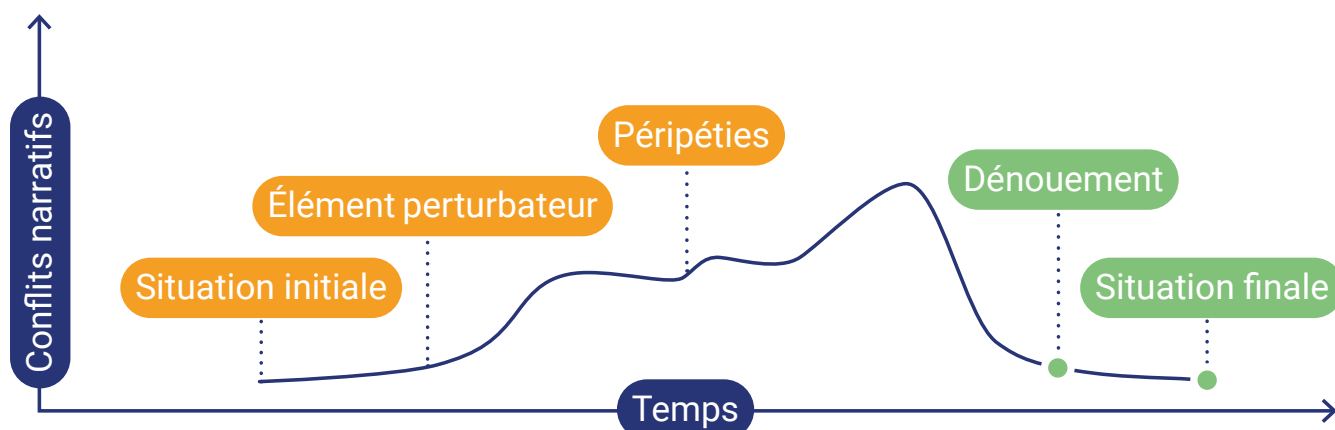 Conflits narratifs
Situation initiale
Élément perturbateur
Péripéties
Dénouement
Situation finale
Temps